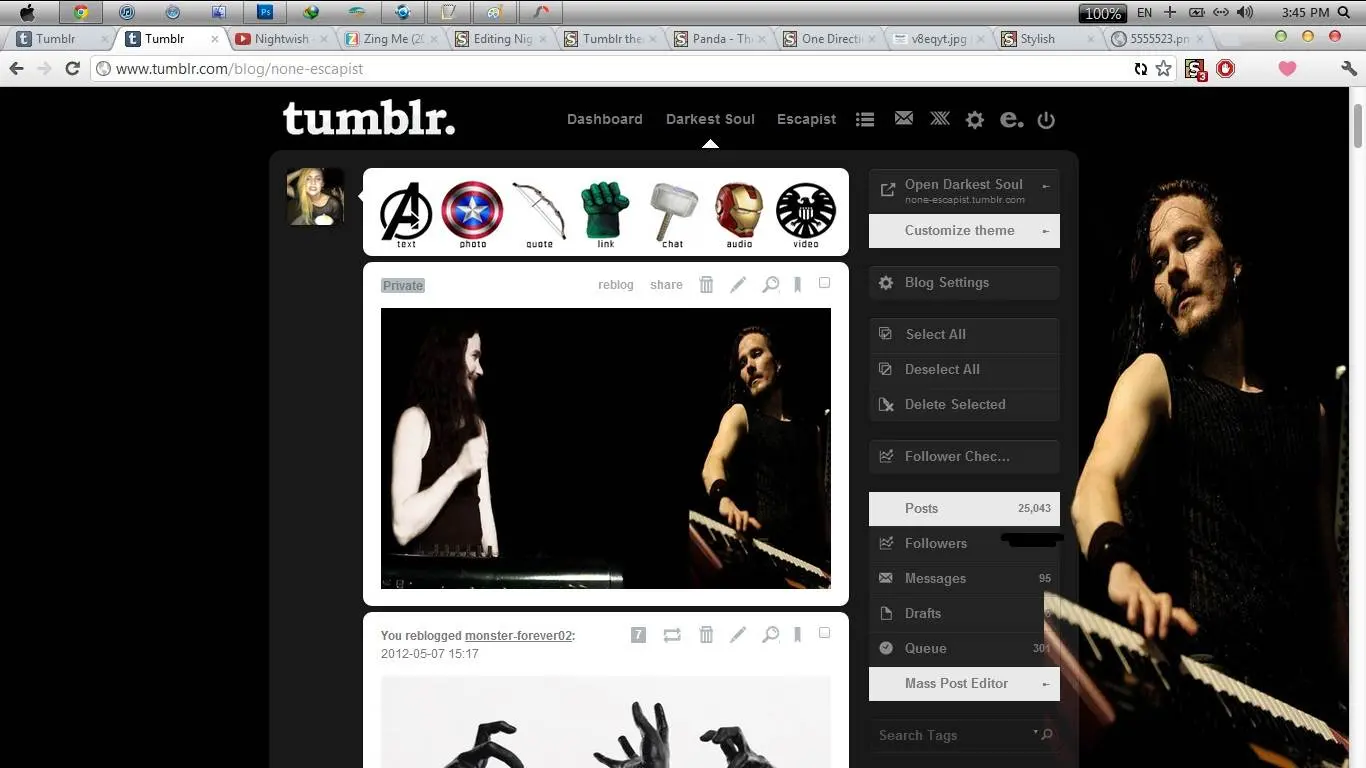 100% EN 3:45 PM
Tumblr
Tumblr
Nightwish
Zing Me (20
Editing Nig
Tumblr the
Panda - Th
One Directi
v8eqyt.jpg
Stylish
5555523.pn
www.tumblr.com/blog/none-escapist
3
tumblr.
Dashboard Darkest Soul Escapist
e.
text photo quote link chat audio video
Private reblog share
You reblogged monster-forever02:
7
2012-05-07 15:17
Open Darkest Soul
none-escapist.tumblr.com
Customize theme
Blog Settings
Select All
Deselect All
Delete Selected
Follower Chec...
Posts 25,043
Followers
Messages 95
Drafts
Queue 301
Mass Post Editor
Search Tags